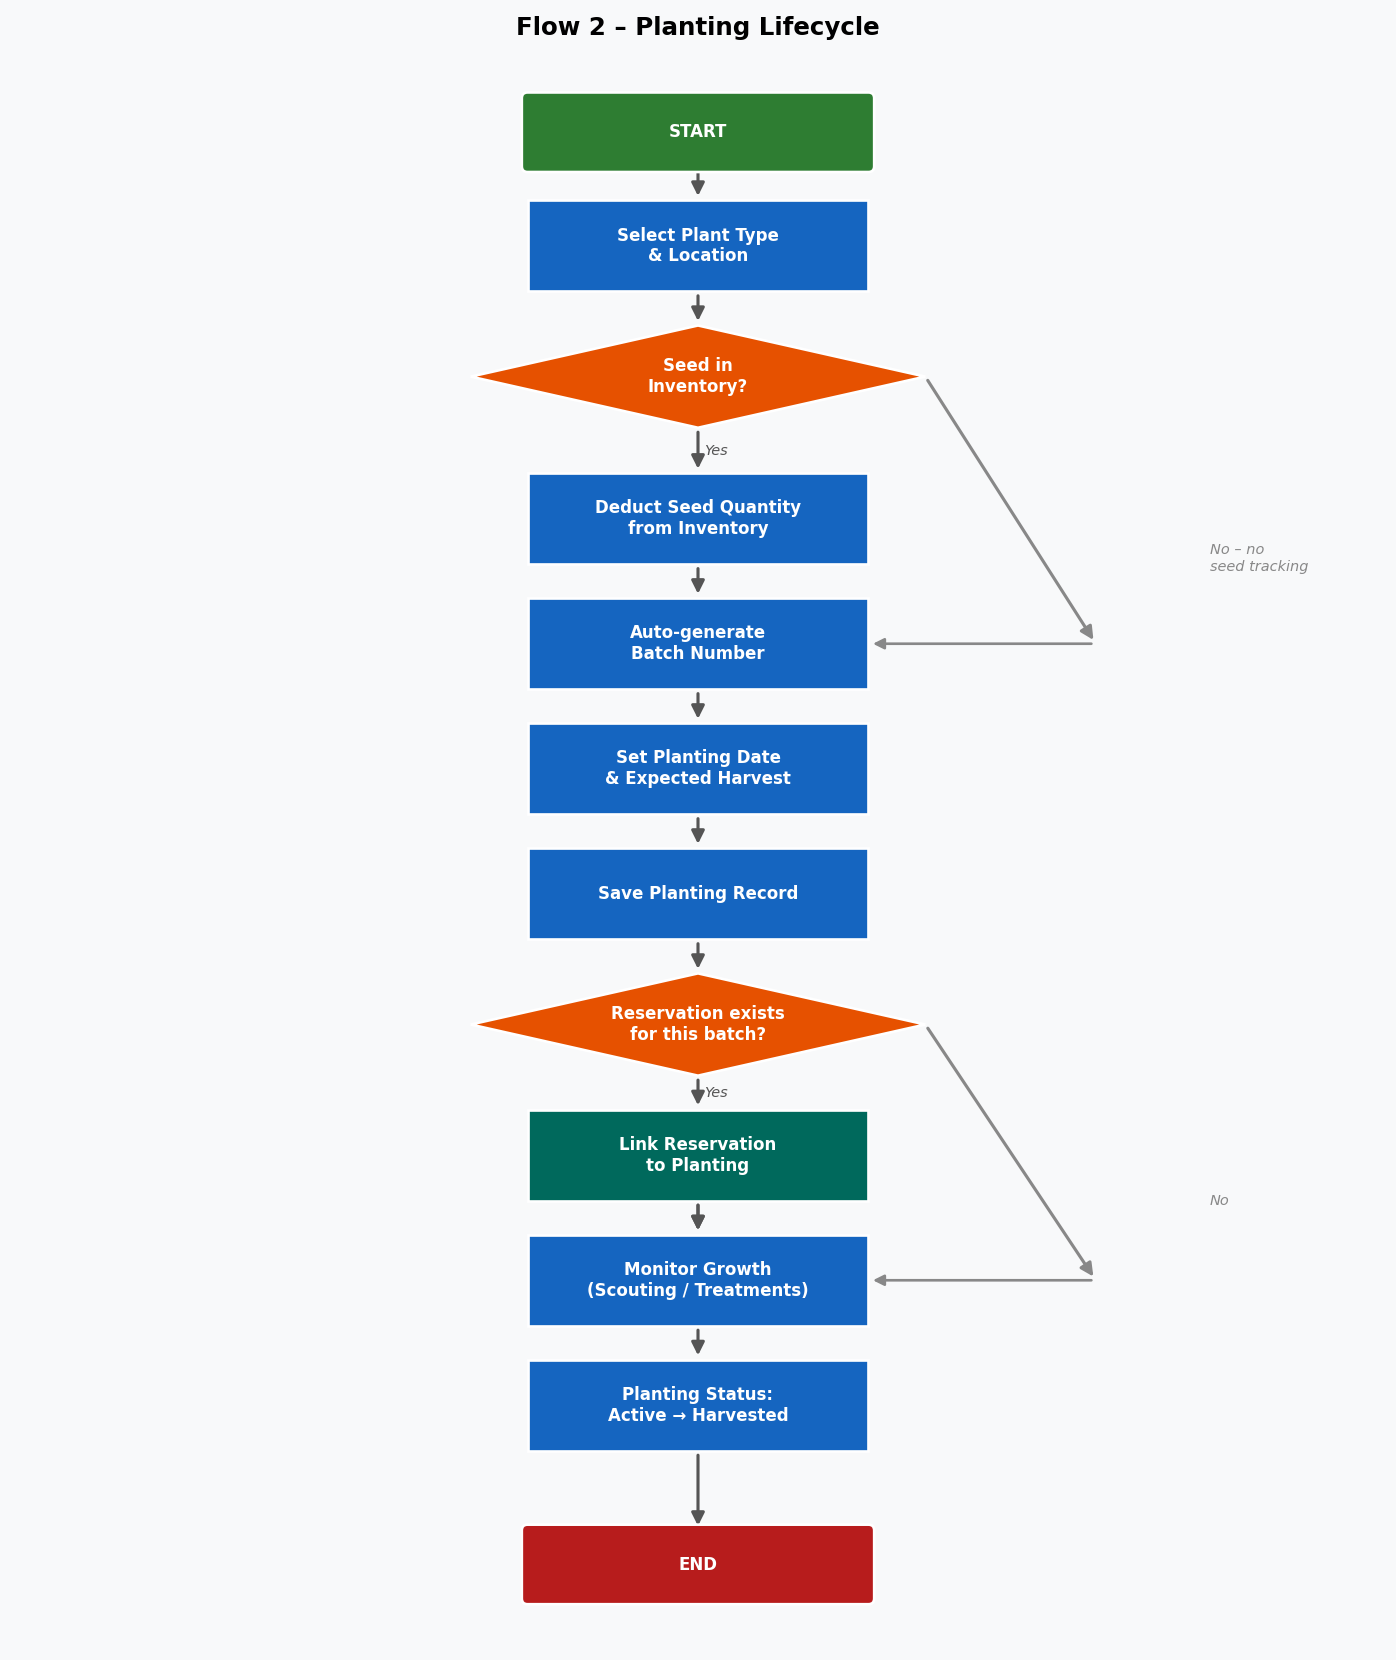 Flow 2 – Planting Lifecycle
START
Select Plant Type
& Location
Seed in
Inventory?
Yes
Deduct Seed Quantity
from Inventory
No – no
seed tracking
Auto-generate
Batch Number
Set Planting Date
& Expected Harvest
Save Planting Record
Reservation exists
for this batch?
Yes
Link Reservation
to Planting
No
Monitor Growth
(Scouting / Treatments)
Planting Status:
Active → Harvested
END